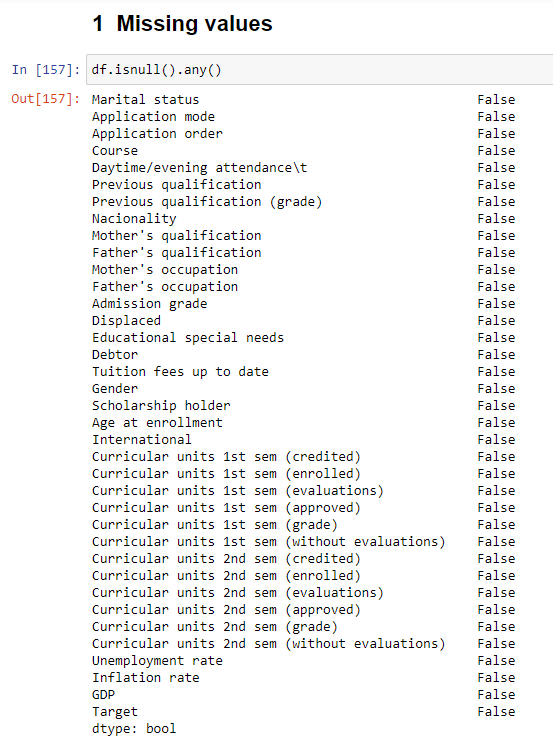 1 Missing values
In [157]: df.isnull().any()
Out[157]: Marital status False
Application mode False
Application order False
Course False
Daytime/evening attendance\t False
Previous qualification False
Previous qualification (grade) False
Nacionality False
Mother's qualification False
Father's qualification False
Mother's occupation False
Father's occupation False
Admission grade False
Displaced False
Educational special needs False
Debtor False
Tuition fees up to date False
Gender False
Scholarship holder False
Age at enrollment False
International False
Curricular units 1st sem (credited) False
Curricular units 1st sem (enrolled) False
Curricular units 1st sem (evaluations) False
Curricular units 1st sem (approved) False
Curricular units 1st sem (grade) False
Curricular units 1st sem (without evaluations) False
Curricular units 2nd sem (credited) False
Curricular units 2nd sem (enrolled) False
Curricular units 2nd sem (evaluations) False
Curricular units 2nd sem (approved) False
Curricular units 2nd sem (grade) False
Curricular units 2nd sem (without evaluations) False
Unemployment rate False
Inflation rate False
GDP False
Target False
dtype: bool